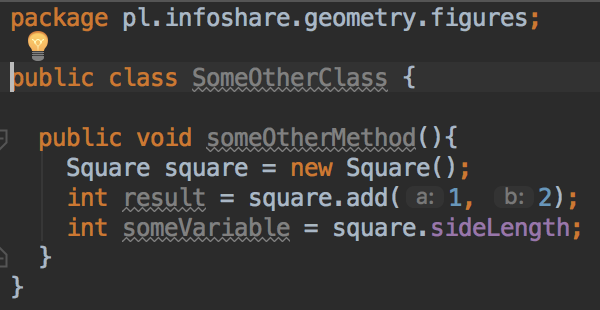 package pl.infoshare.geometry.figures;
public class SomeOtherClass {
public void someOtherMethod(){
Square square = new Square();
int result = square.add( a: 1, b: 2);
int someVariable = square.sideLength;
}
}